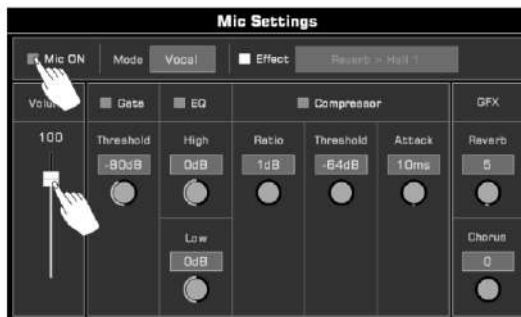 Mic Settings
Mic ON Mode Vocal Effect Reverb > Hall 1
Volu Gate EQ Compressor GFX
100 Threshold High Ratio Threshold Attack Reverb
-80dB 0dB 1dB -64dB 10ms 5
Low Chorus
0dB 0